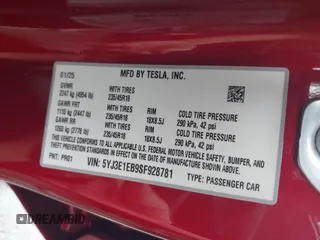 MFD BY TESLA, INC.
01/25
GVWR
2247 kg (4954 lb) WITH TIRES 235/45R18
GAWR FRT
1110 kg (2447 lb) WITH TIRES 235/45R18 RIM 18X8.5J COLD TIRE PRESSURE 290 kPa, 42 psi
GAWR RR
1260 kg (2778 lb) WITH TIRES 235/45R18 RIM 18X8.5J COLD TIRE PRESSURE 290 kPa, 42 psi
THIS VEHICLE CONFORMS TO ALL APPLICABLE U.S.
FEDERAL MOTOR VEHICLE SAFETY, BUMPER, AND
THEFT PREVENTION STANDARDS IN EFFECT ON THE
DATE OF MANUFACTURE SHOWN ABOVE.
VIN: 5YJ3E1EB9SF928781
PNT: PR01 TYPE: PASSENGER CAR
DREAMBID